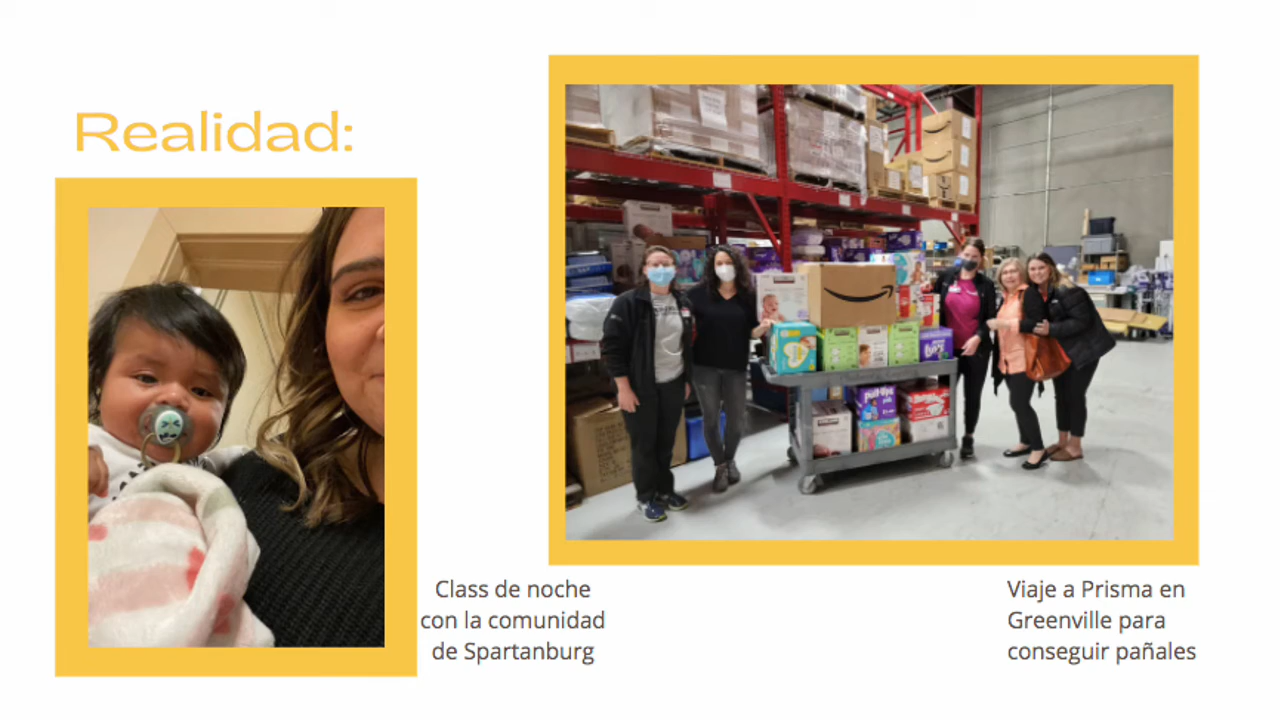 Realidad:
Class de noche
con la comunidad
de Spartanburg
Viaje a Prisma en
Greenville para
conseguir pañales